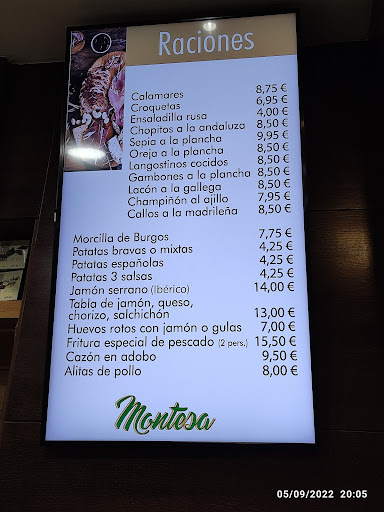 Raciones
Calamares 8,75 €
Croquetas 6,95 €
Ensaladilla rusa 4,00 €
Chopitos a la andaluza 8,50 €
Sepia a la plancha 9,95 €
Oreja a la plancha 8,50 €
Langostinos cocidos 8,50 €
Gambones a la plancha 8,50 €
Lacón a la gallega 8,50 €
Champiñón al ajillo 7,95 €
Callos a la madrileña 8,50 €
Morcilla de Burgos 7,75 €
Patatas bravas o mixtas 4,25 €
Patatas españolas 4,25 €
Patatas 3 salsas 4,25 €
Jamón serrano (Ibérico) 14,00 €
Tabla de jamón, queso,
chorizo, salchichón 13,00 €
Huevos rotos con jamón o gulas 7,00 €
Fritura especial de pescado (2 pers.) 15,50 €
Cazón en adobo 9,50 €
Alitas de pollo 8,00 €
Montesa
05/09/2022 20:05